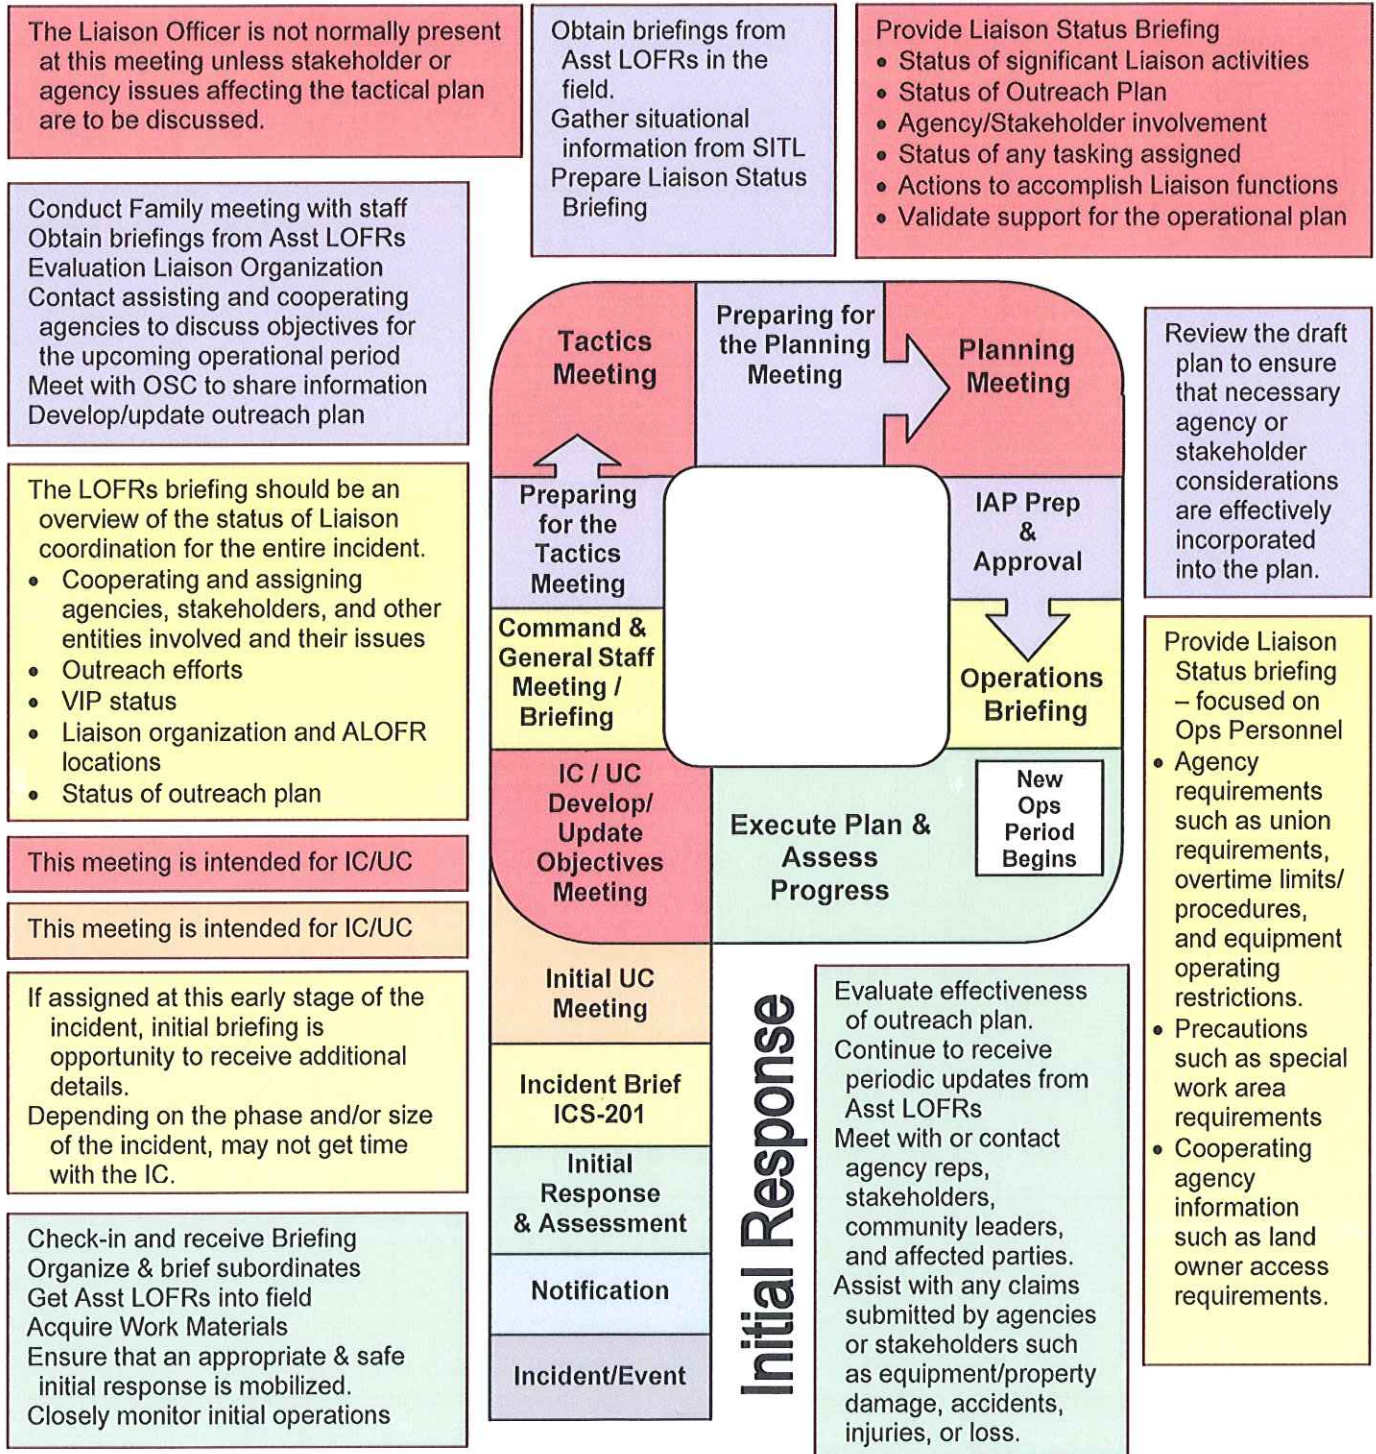 The Liaison Officer is not normally present
at this meeting unless stakeholder or
agency issues affecting the tactical plan
are to be discussed.
Obtain briefings from
Asst LOFRs in the
field.
Gather situational
information from SITL
Prepare Liaison Status
Briefing
Provide Liaison Status Briefing
• Status of significant Liaison activities
• Status of Outreach Plan
• Agency/Stakeholder involvement
• Status of any tasking assigned
• Actions to accomplish Liaison functions
• Validate support for the operational plan
Conduct Family meeting with staff
Obtain briefings from Asst LOFRs
Evaluation Liaison Organization
Contact assisting and cooperating
agencies to discuss objectives for
the upcoming operational period
Meet with OSC to share information
Develop/update outreach plan
The LOFRs briefing should be an
overview of the status of Liaison
coordination for the entire incident.
• Cooperating and assigning
agencies, stakeholders, and other
entities involved and their issues
• Outreach efforts
• VIP status
• Liaison organization and ALOFR
locations
• Status of outreach plan
This meeting is intended for IC/UC
This meeting is intended for IC/UC
If assigned at this early stage of the
incident, initial briefing is
opportunity to receive additional
details.
Depending on the phase and/or size
of the incident, may not get time
with the IC.
Check-in and receive Briefing
Organize & brief subordinates
Get Asst LOFRs into field
Acquire Work Materials
Ensure that an appropriate & safe
initial response is mobilized.
Closely monitor initial operations
Tactics
Meeting
Preparing for
the Planning
Meeting
Planning
Meeting
Preparing
for the
Tactics
Meeting
IAP Prep
&
Approval
Command &
General Staff
Meeting /
Briefing
Operations
Briefing
IC / UC
Develop/
Update
Objectives
Meeting
Execute Plan &
Assess
Progress
New
Ops
Period
Begins
Initial UC
Meeting
Incident Brief
ICS-201
Initial
Response
& Assessment
Notification
Incident/Event
Initial Response
Evaluate effectiveness
of outreach plan.
Continue to receive
periodic updates from
Asst LOFRs
Meet with or contact
agency reps,
stakeholders,
community leaders,
and affected parties.
Assist with any claims
submitted by agencies
or stakeholders such
as equipment/property
damage, accidents,
injuries, or loss.
Review the draft
plan to ensure
that necessary
agency or
stakeholder
considerations
are effectively
incorporated
into the plan.
Provide Liaison
Status briefing
– focused on
Ops Personnel
• Agency
requirements
such as union
requirements,
overtime limits/
procedures,
and equipment
operating
restrictions.
• Precautions
such as special
work area
requirements
• Cooperating
agency
information
such as land
owner access
requirements.